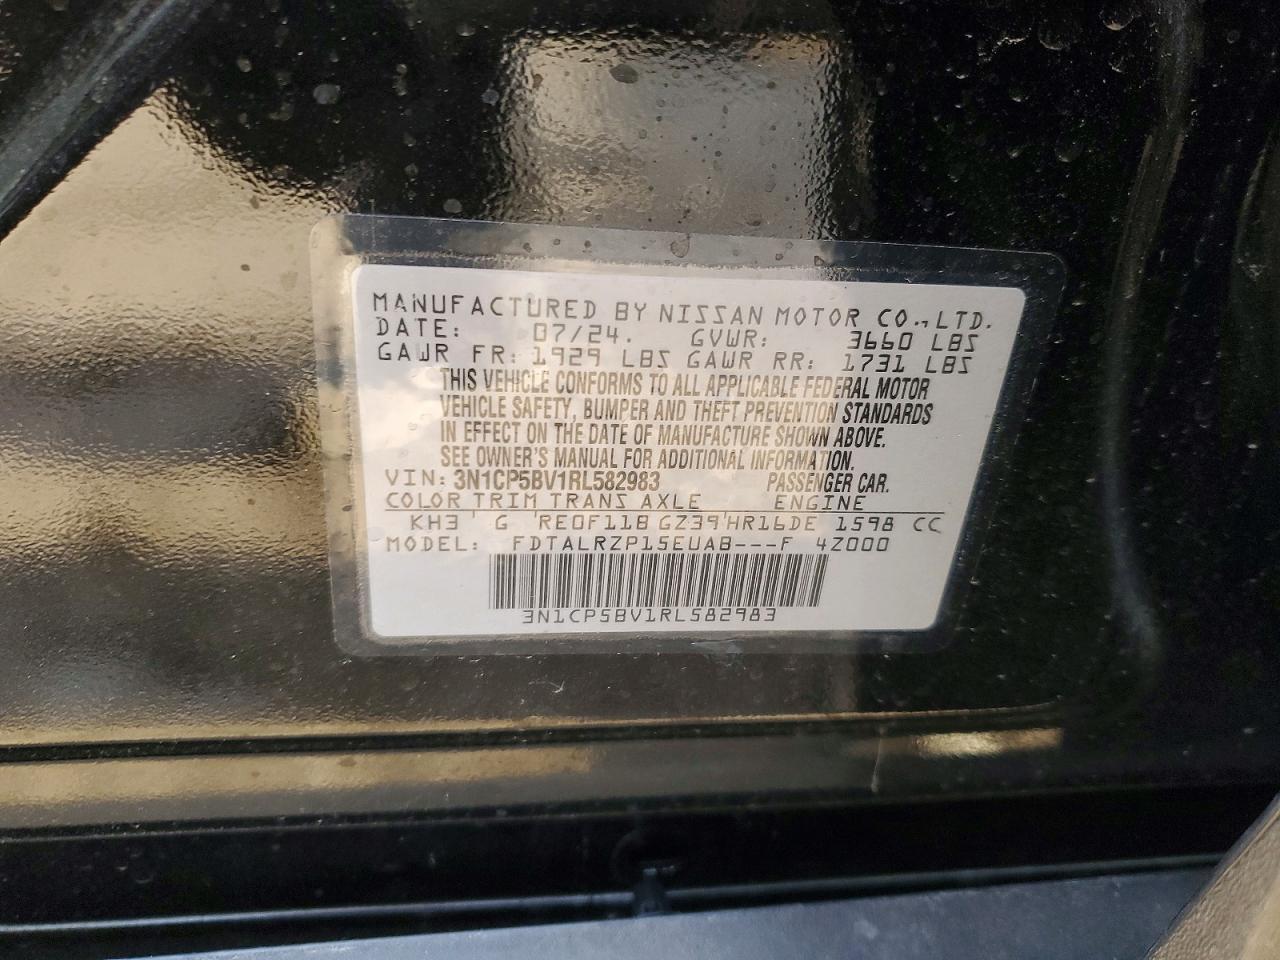 MANUFACTURED BY NISSAN MOTOR CO.,LTD.
DATE: 07/24. GVWR: 3660 LBS
GAWR FR: 1929 LBS GAWR RR: 1731 LBS
THIS VEHICLE CONFORMS TO ALL APPLICABLE FEDERAL MOTOR
VEHICLE SAFETY, BUMPER AND THEFT PREVENTION STANDARDS
IN EFFECT ON THE DATE OF MANUFACTURE SHOWN ABOVE.
SEE OWNER'S MANUAL FOR ADDITIONAL INFORMATION.
VIN: 3N1CP5BV1RL582983 PASSENGER CAR.
COLOR TRIM TRANS AXLE ENGINE
KH3 ' G 'RE0F11B GZ39'HR16DE 1598 CC
MODEL: FDTALRZP15EUAB---F 4Z000
3N1CP5BV1RL582983